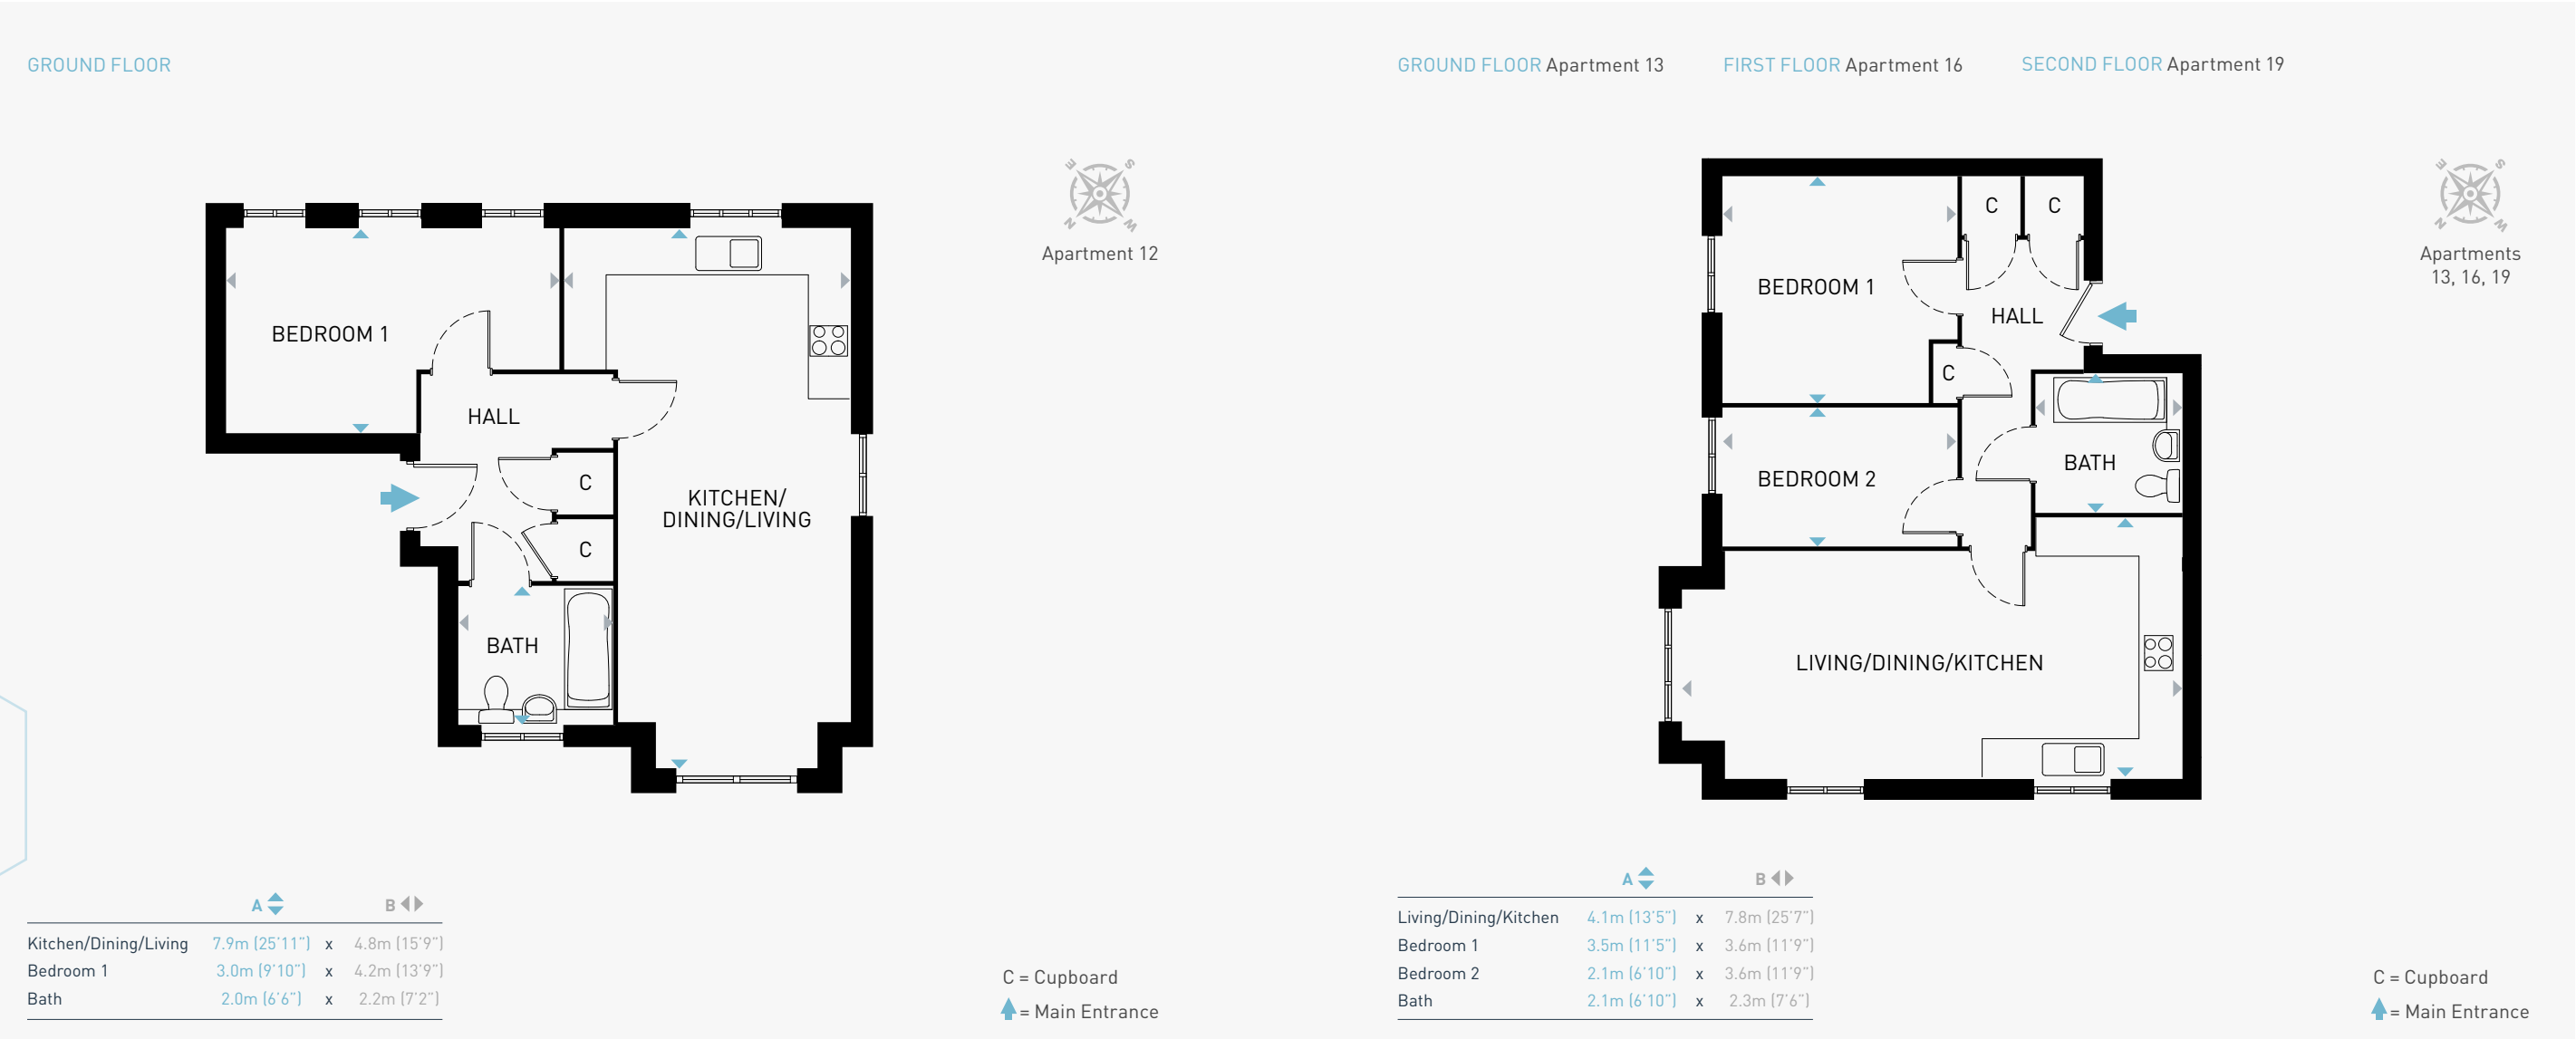 GROUND FLOOR
E
S
N
W
Apartment 12
BEDROOM 1
HALL
C
C
KITCHEN/
DINING/LIVING
BATH
A B
Kitchen/Dining/Living 7.9m (25'11") x 4.8m (15'9")
Bedroom 1 3.0m (9'10") x 4.2m (13'9")
Bath 2.0m (6'6") x 2.2m (7'2")
C = Cupboard
= Main Entrance
GROUND FLOOR Apartment 13 FIRST FLOOR Apartment 16 SECOND FLOOR Apartment 19
E
S
N
W
Apartments
13, 16, 19
C C
BEDROOM 1
HALL
C
BATH
BEDROOM 2
LIVING/DINING/KITCHEN
A B
Living/Dining/Kitchen 4.1m (13'5") x 7.8m (25'7")
Bedroom 1 3.5m (11'5") x 3.6m (11'9")
Bedroom 2 2.1m (6'10") x 3.6m (11'9")
Bath 2.1m (6'10") x 2.3m (7'6")
C = Cupboard
= Main Entrance